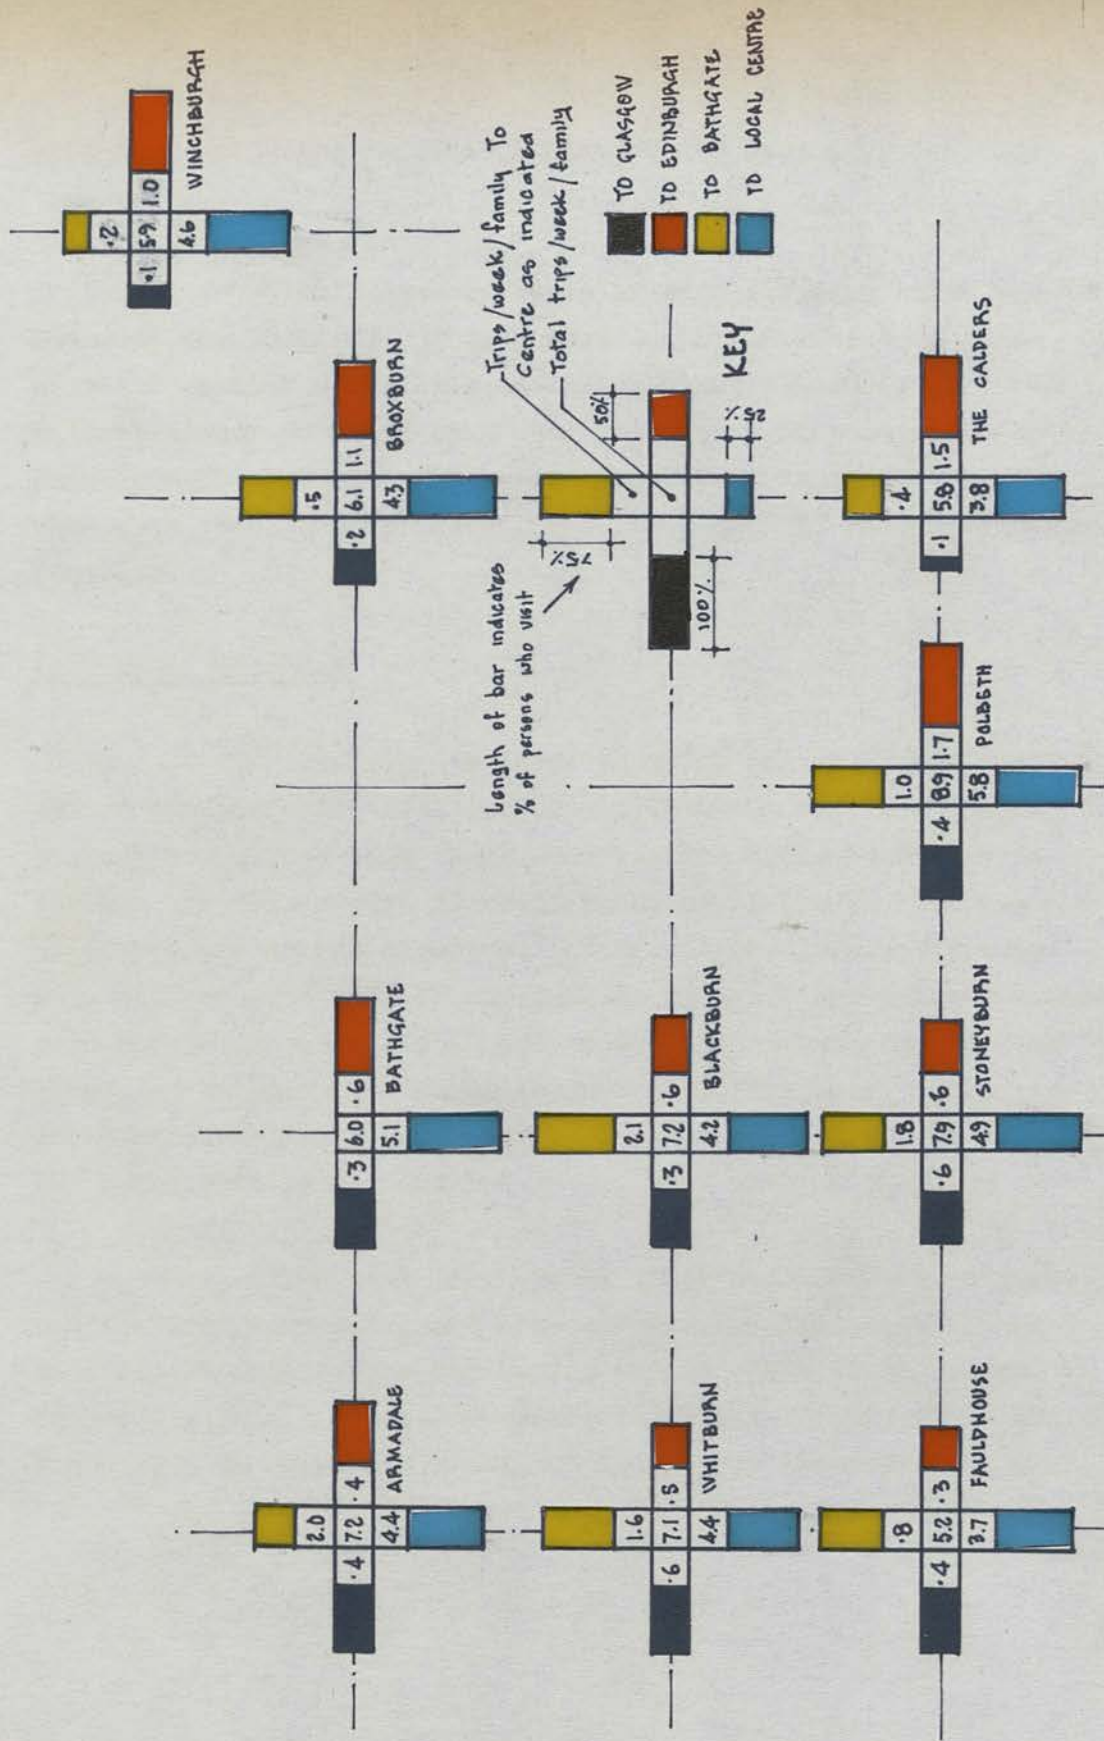 ·2
·1 5.9 1.0
4.6
WINCHBURGH
2.0
·4 7.2 ·4
4.4
ARMADALE
·3 6.0 ·6
5.1
BATHGATE
·5
·2 6.1 1.1
4.3
BROXBURN
Length of bar indicates
% of persons who visit
Trips/week/family To
Centre as indicated
Total trips/week/family
75%
50%
100%
25%
KEY
TO GLASGOW
TO EDINBURGH
TO BATHGATE
TO LOCAL CENTRE
1.6
·6 7.1 ·5
4.4
WHITBURN
2.1
·3 7.2 ·6
4.2
BLACKBURN
·8
·4 5.2 ·3
3.7
FAULDHOUSE
1.8
·6 7.9 ·6
4.9
STONEYBURN
1.0
·4 8.9 1.7
5.8
POLBETH
·4
·1 5.8 1.5
3.8
THE CALDERS